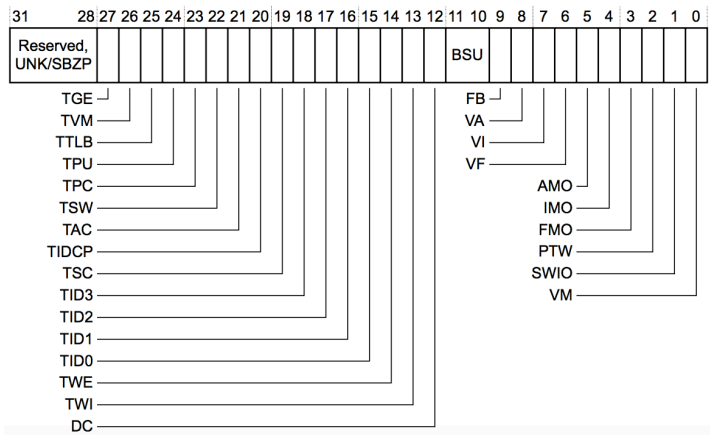 31 28 27 26 25 24 23 22 21 20 19 18 17 16 15 14 13 12 11 10 9 8 7 6 5 4 3 2 1 0
Reserved,
UNK/SBZP
BSU
TGE
TVM
TTLB
TPU
TPC
TSW
TAC
TIDCP
TSC
TID3
TID2
TID1
TID0
TWE
TWI
DC
FB
VA
VI
VF
AMO
IMO
FMO
PTW
SWIO
VM